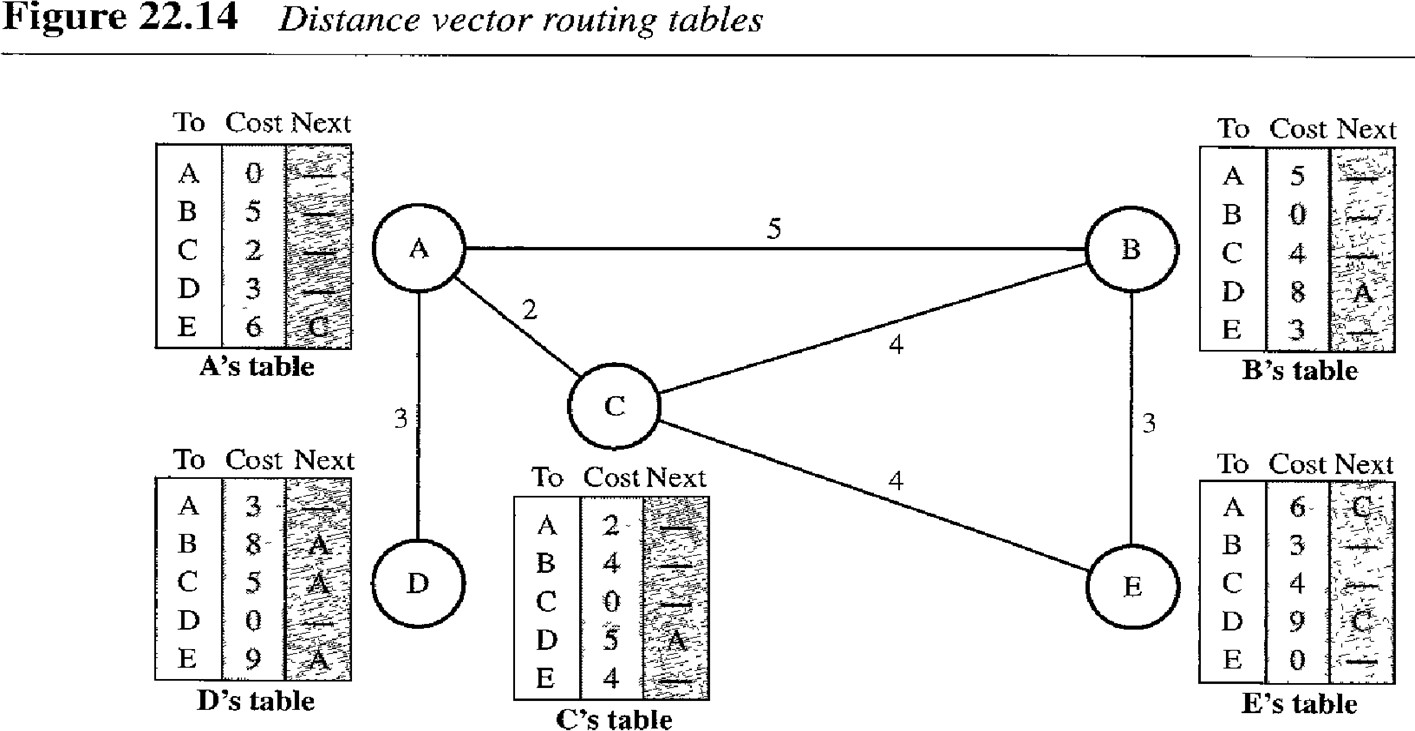 Figure 22.14 Distance vector routing tables
To Cost Next
A 0 —
B 5 —
C 2 —
D 3 —
E 6 C
A's table
To Cost Next
A 5 —
B 0 —
C 4 —
D 8 A
E 3 —
B's table
A
5
B
2
4
C
3
3
4
D
E
To Cost Next
A 3 —
B 8 A
C 5 A
D 0 —
E 9 A
D's table
To Cost Next
A 2 —
B 4 —
C 0 —
D 5 A
E 4 —
C's table
To Cost Next
A 6 C
B 3 —
C 4 —
D 9 C
E 0 —
E's table